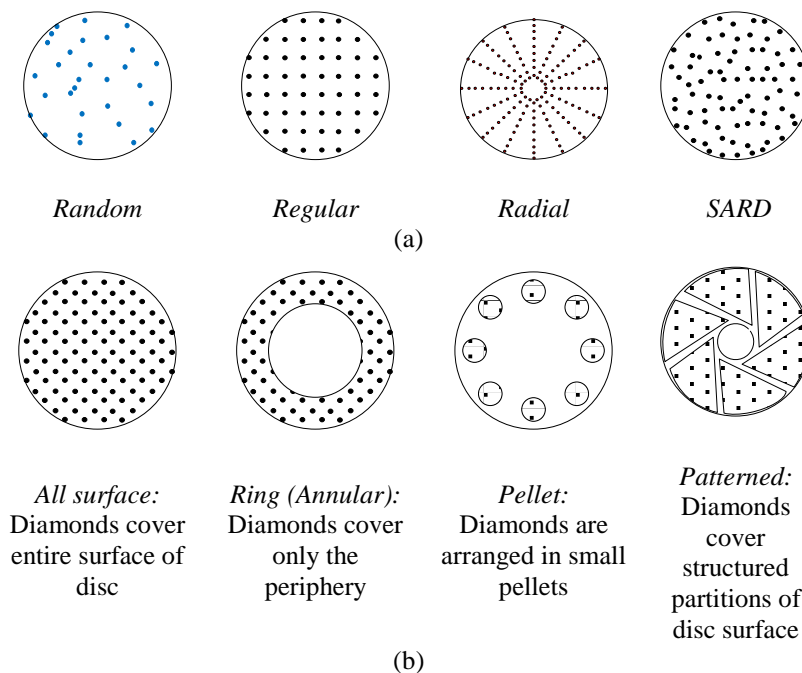 Random Regular Radial SARD
(a)
All surface:
Diamonds cover
entire surface of
disc
Ring (Annular):
Diamonds cover
only the
periphery
Pellet:
Diamonds are
arranged in small
pellets
Patterned:
Diamonds
cover
structured
partitions of
disc surface
(b)